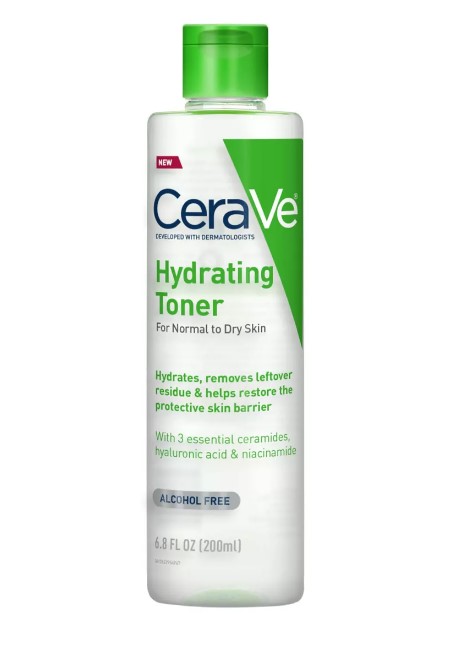 NEW
CeraVe®
DEVELOPED WITH DERMATOLOGISTS
Hydrating
Toner
For Normal to Dry Skin
Hydrates, removes leftover
residue & helps restore the
protective skin barrier
With 3 essential ceramides,
hyaluronic acid & niacinamide
ALCOHOL FREE
6.8 FL OZ (200ml)